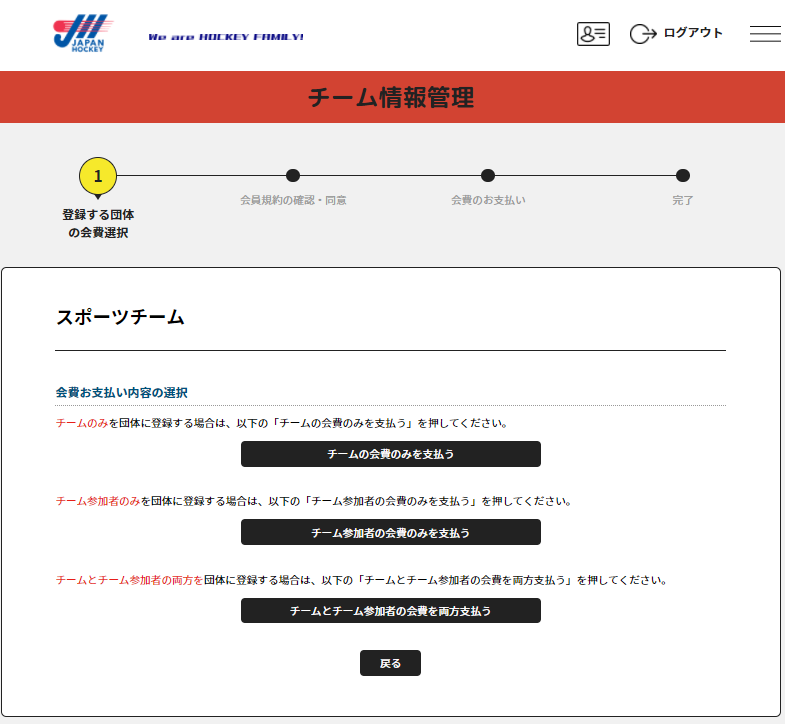 JAPAN
HOCKEY
We are HOCKEY FAMILY!
ログアウト
チーム情報管理
1
登録する団体
の会費選択
会員規約の確認・同意
会費のお支払い
完了
スポーツチーム
会費お支払い内容の選択
チームのみを団体に登録する場合は、以下の「チームの会費のみを支払う」を押してください。
チームの会費のみを支払う
チーム参加者のみを団体に登録する場合は、以下の「チーム参加者の会費のみを支払う」を押してください。
チーム参加者の会費のみを支払う
チームとチーム参加者の両方を団体に登録する場合は、以下の「チームとチーム参加者の会費を両方支払う」を押してください。
チームとチーム参加者の会費を両方支払う
戻る